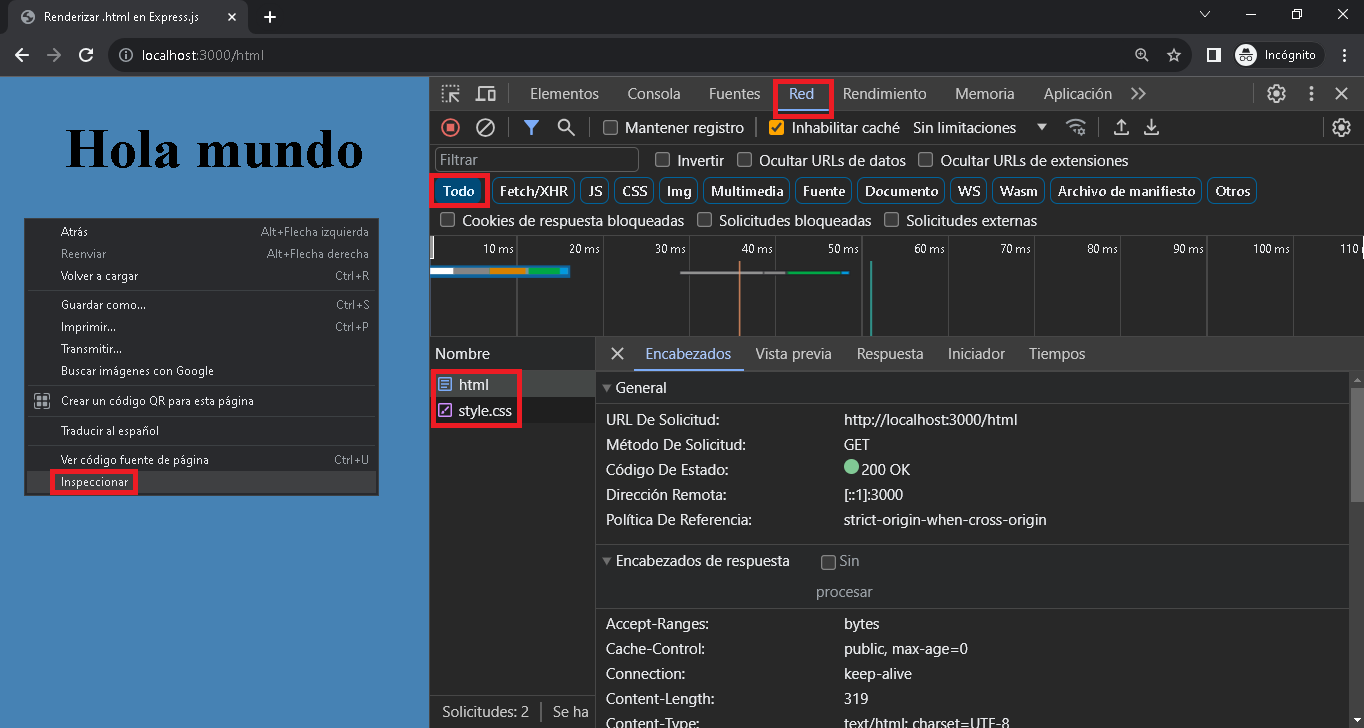 Renderizar .html en Express.js
localhost:3000/html
Incógnito
Hola mundo
Atrás Alt+Flecha izquierda
Reenviar Alt+Flecha derecha
Volver a cargar Ctrl+R
Guardar como... Ctrl+S
Imprimir... Ctrl+P
Transmitir...
Buscar imágenes con Google
Crear un código QR para esta página
Traducir al español
Ver código fuente de página Ctrl+U
Inspeccionar
Elementos Consola Fuentes Red Rendimiento Memoria Aplicación
Mantener registro Inhabilitar caché Sin limitaciones
Filtrar Invertir Ocultar URLs de datos Ocultar URLs de extensiones
Todo Fetch/XHR JS CSS Img Multimedia Fuente Documento WS Wasm Archivo de manifiesto Otros
Cookies de respuesta bloqueadas Solicitudes bloqueadas Solicitudes externas
10 ms 20 ms 30 ms 40 ms 50 ms 60 ms 70 ms 80 ms 90 ms 100 ms 110
Nombre
html
style.css
Solicitudes: 2 Se ha
Encabezados Vista previa Respuesta Iniciador Tiempos
General
URL De Solicitud: http://localhost:3000/html
Método De Solicitud: GET
Código De Estado: 200 OK
Dirección Remota: [::1]:3000
Política De Referencia: strict-origin-when-cross-origin
Encabezados de respuesta Sin
procesar
Accept-Ranges: bytes
Cache-Control: public, max-age=0
Connection: keep-alive
Content-Length: 319
Content-Type: text/html; charset=UTF-8